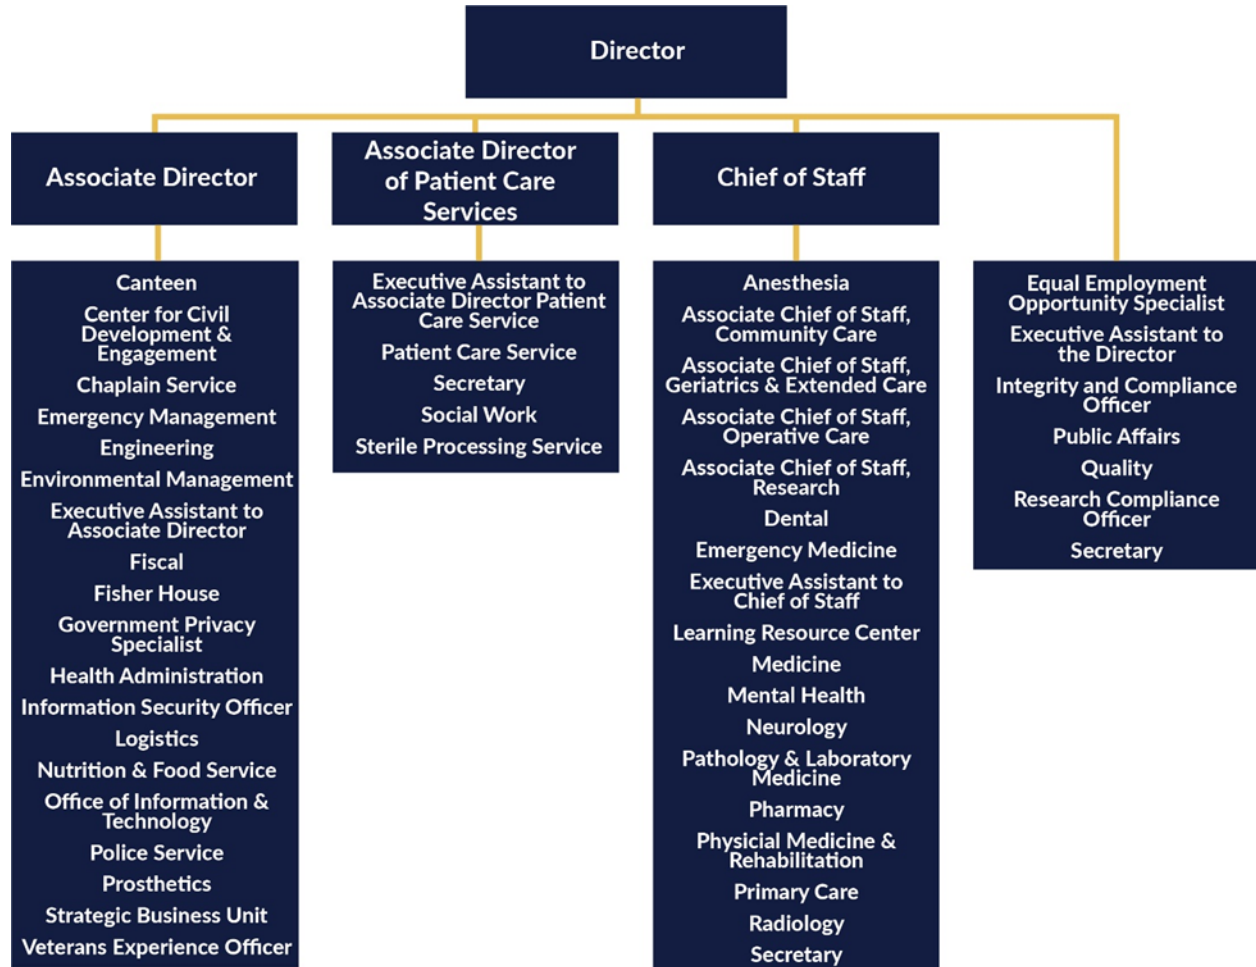 Director
Associate Director
Associate Director
of Patient Care
Services
Chief of Staff
Canteen
Center for Civil
Development &
Engagement
Chaplain Service
Emergency Management
Engineering
Environmental Management
Executive Assistant to
Associate Director
Fiscal
Fisher House
Government Privacy
Specialist
Health Administration
Information Security Officer
Logistics
Nutrition & Food Service
Office of Information &
Technology
Police Service
Prosthetics
Strategic Business Unit
Veterans Experience Officer
Executive Assistant to
Associate Director Patient
Care Service
Patient Care Service
Secretary
Social Work
Sterile Processing Service
Anesthesia
Associate Chief of Staff,
Community Care
Associate Chief of Staff,
Geriatrics & Extended Care
Associate Chief of Staff,
Operative Care
Associate Chief of Staff,
Research
Dental
Emergency Medicine
Executive Assistant to
Chief of Staff
Learning Resource Center
Medicine
Mental Health
Neurology
Pathology & Laboratory
Medicine
Pharmacy
Physicial Medicine &
Rehabilitation
Primary Care
Radiology
Secretary
Equal Employment
Opportunity Specialist
Executive Assistant to
the Director
Integrity and Compliance
Officer
Public Affairs
Quality
Research Compliance
Officer
Secretary